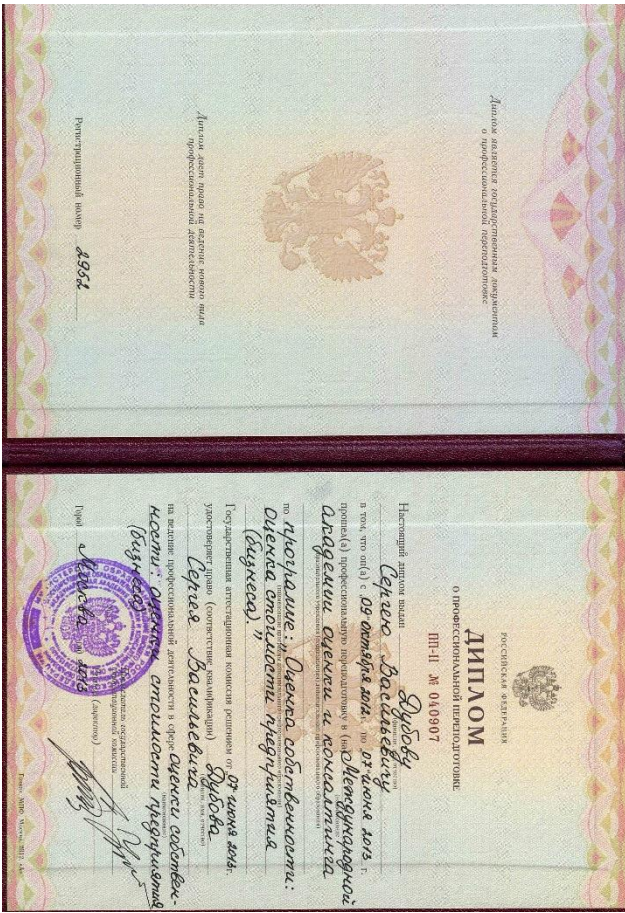 Диплом является государственным документом
о профессиональной переподготовке
Диплом дает право на ведение нового вида
профессиональной деятельности
Регистрационный номер 2952
РОССИЙСКАЯ ФЕДЕРАЦИЯ
ДИПЛОМ
О ПРОФЕССИОНАЛЬНОЙ ПЕРЕПОДГОТОВКЕ
ПП-II № 040907
Настоящий диплом выдан Дубову
Сергею Васильевичу
в том, что он(а) с 09 октября 2012г. по 07 июня 2013 г.
прошел(а) профессиональную переподготовку в (на) Международной
академии оценки и консалтинга
по программе: "Оценка собственности:
оценка стоимости предприятия
(бизнеса)."
Государственная аттестационная комиссия решением от 07 июня 2013г.
удостоверяет право (соответствие квалификации) Дубова
Сергея Васильевича
на ведение профессиональной деятельности в сфере оценки собствен-
ности: оценки стоимости предприятия
(бизнеса)
Город Москва 2013